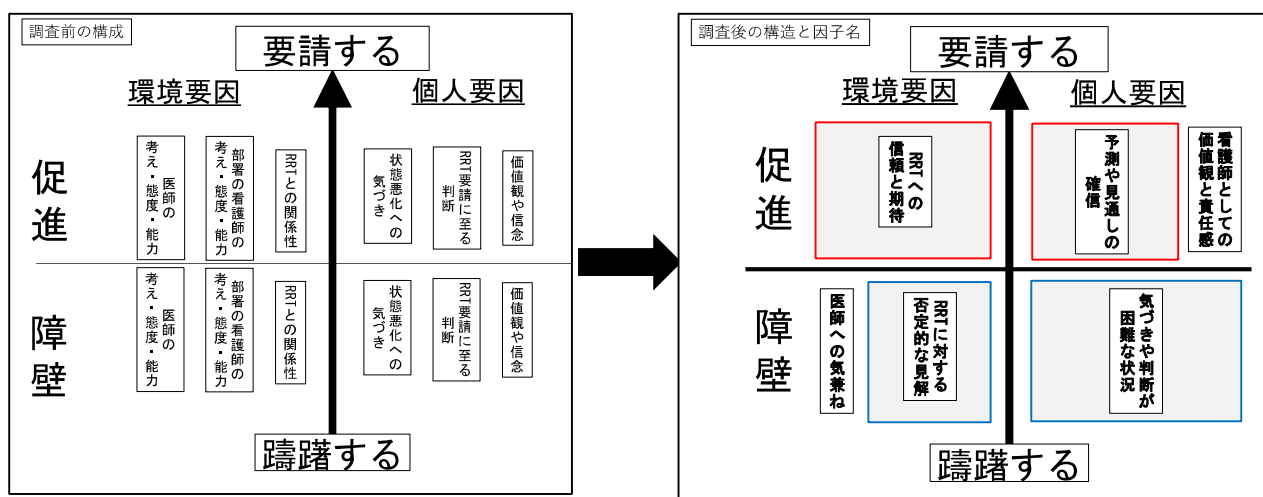 調査前の構成
要請する
環境要因
個人要因
促進
医師の
考え・態度・能力
部署の看護師の
考え・態度・能力
RRTとの関係性
状態悪化への
気づき
RRT要請に至る
判断
価値観や信念
障壁
医師の
考え・態度・能力
部署の看護師の
考え・態度・能力
RRTとの関係性
状態悪化への
気づき
RRT要請に至る
判断
価値観や信念
躊躇する
調査後の構造と因子名
要請する
環境要因
個人要因
促進
RRTへの
信頼と期待
予測や見通しの
確信
看護師としての
価値観と責任感
障壁
医師への気兼ね
RRTに対する
否定的な見解
気づきや判断が
困難な状況
躊躇する